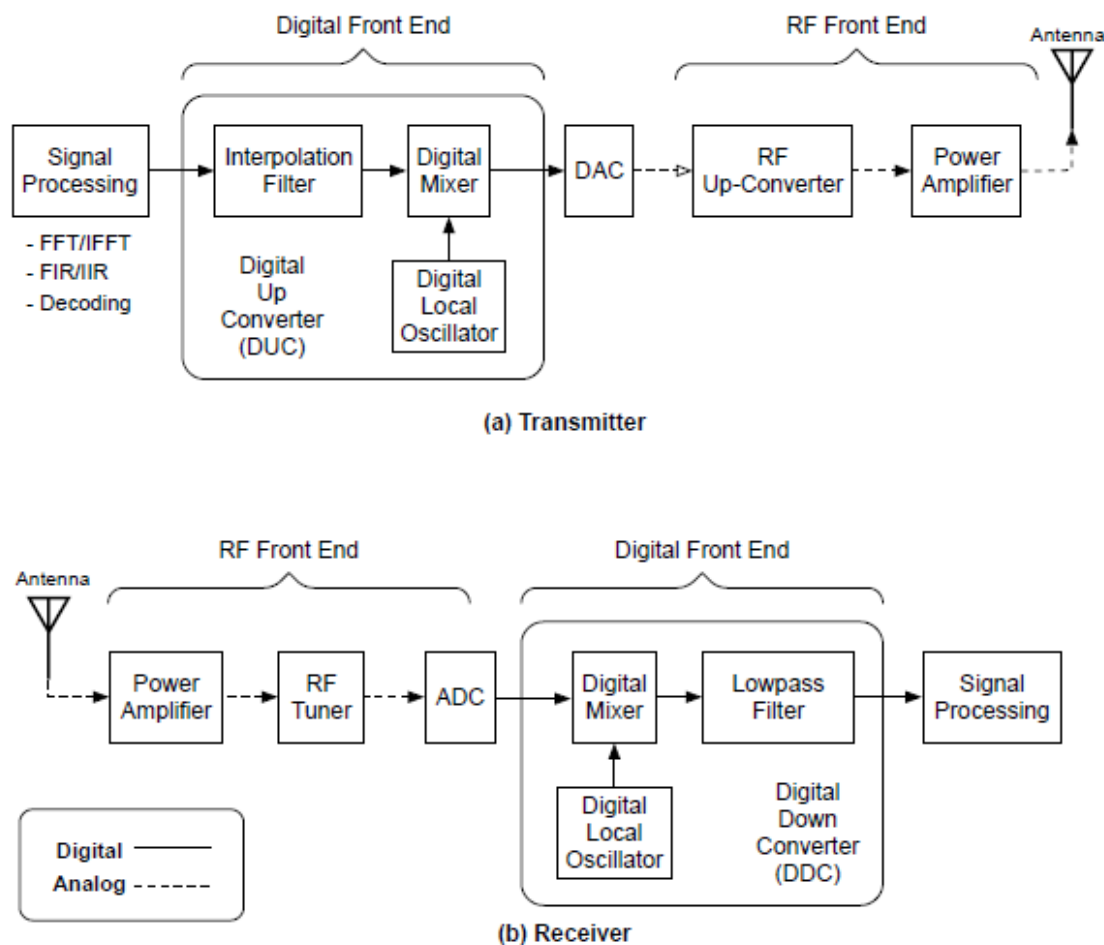 Digital Front End
RF Front End
Antenna
Signal
Processing
Interpolation
Filter
Digital
Mixer
DAC
RF
Up-Converter
Power
Amplifier
- FFT/IFFT
- FIR/IIR
- Decoding
Digital
Up
Converter
(DUC)
Digital
Local
Oscillator
(a) Transmitter
RF Front End
Digital Front End
Antenna
Power
Amplifier
RF
Tuner
ADC
Digital
Mixer
Lowpass
Filter
Signal
Processing
Digital
Local
Oscillator
Digital
Down
Converter
(DDC)
Digital
Analog
(b) Receiver